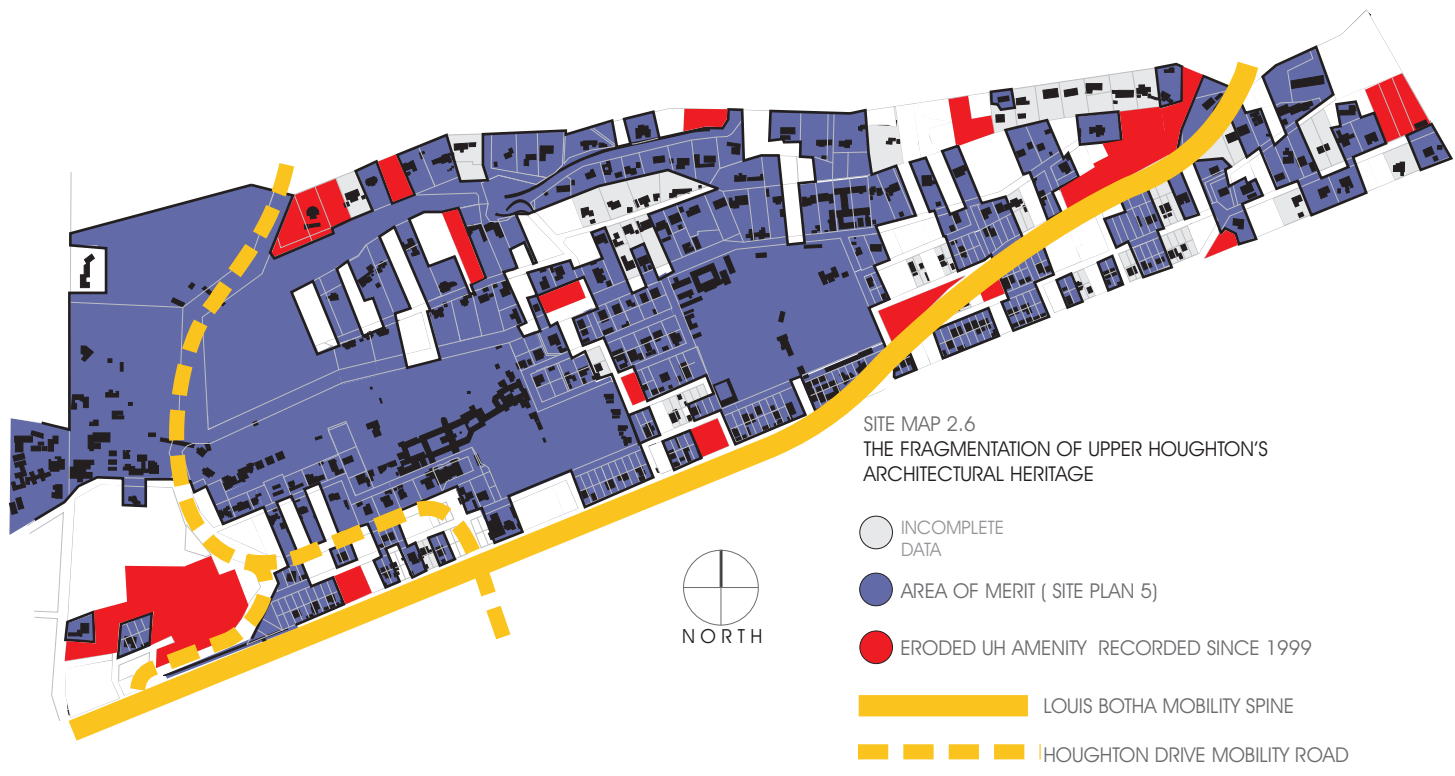 SITE MAP 2.6
THE FRAGMENTATION OF UPPER HOUGHTON'S
ARCHITECTURAL HERITAGE
INCOMPLETE
DATA
AREA OF MERIT ( SITE PLAN 5)
ERODED UH AMENITY RECORDED SINCE 1999
LOUIS BOTHA MOBILITY SPINE
HOUGHTON DRIVE MOBILITY ROAD
NORTH